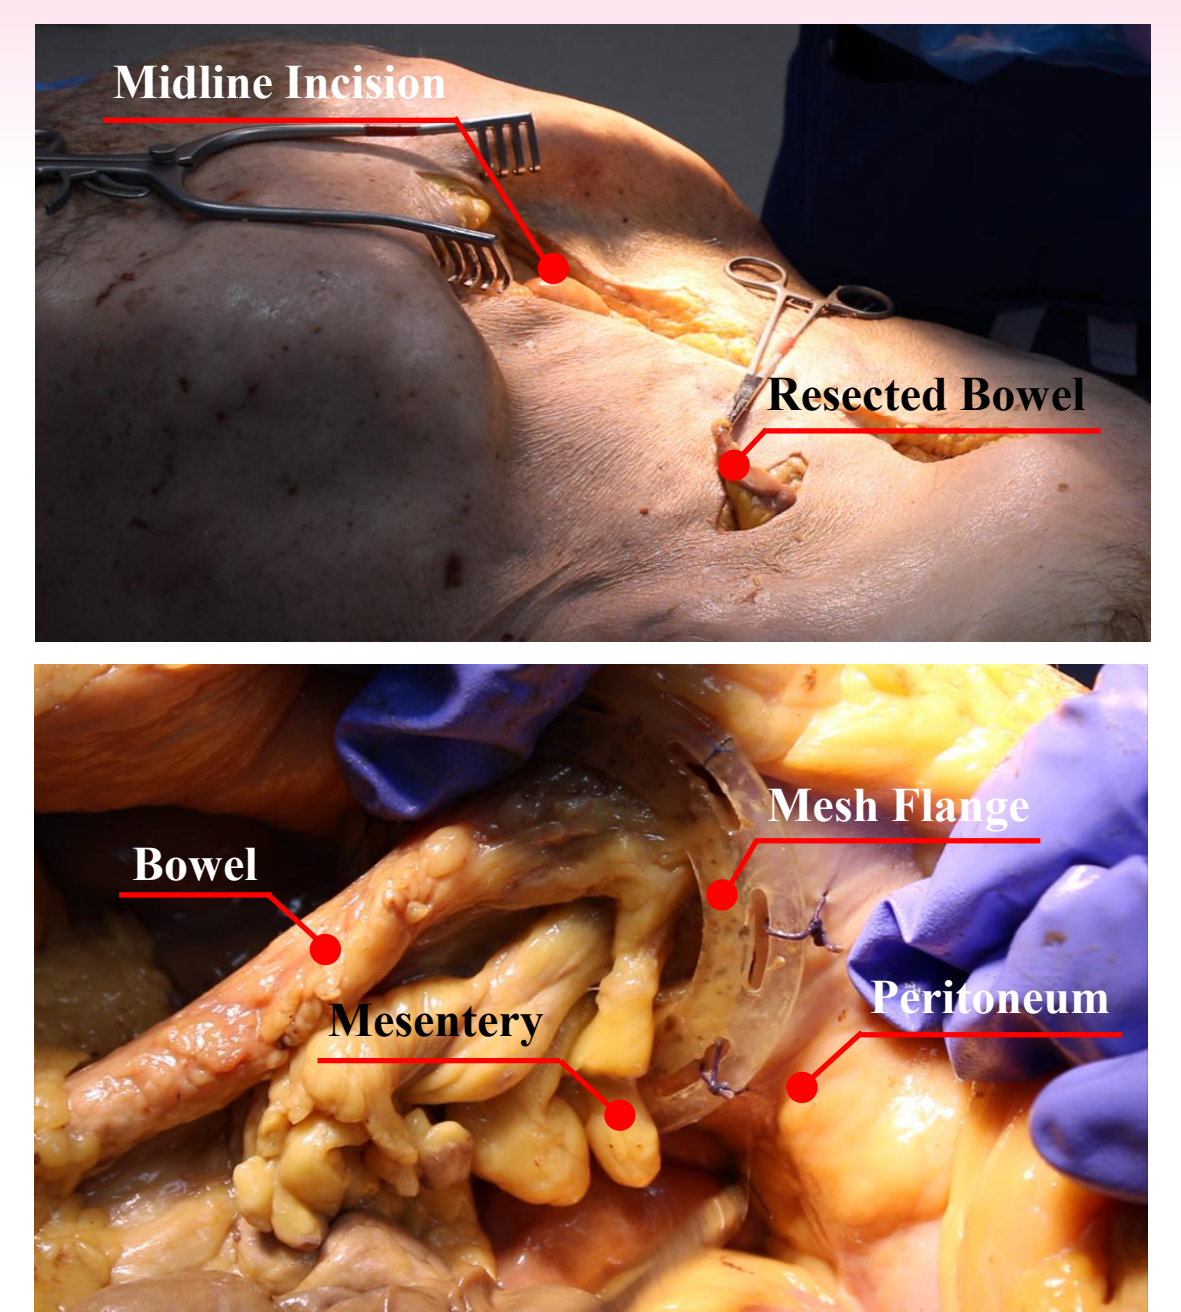 Midline Incision
Resected Bowel
Mesh Flange
Bowel
Peritoneum
Mesentery